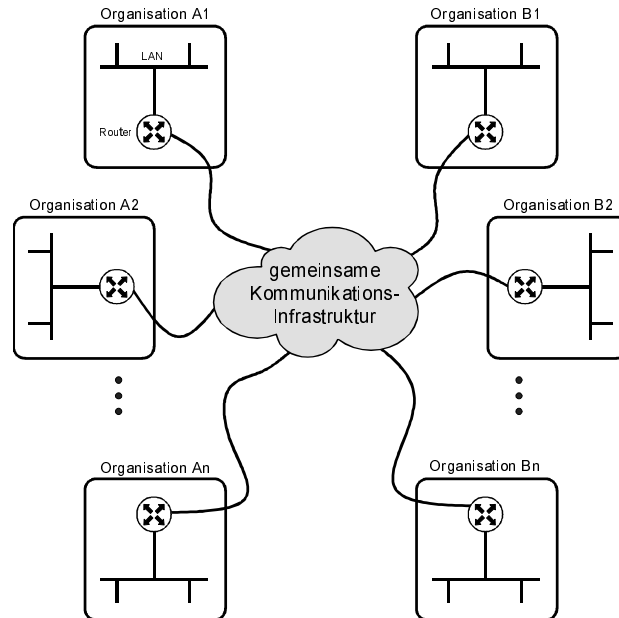 Organisation A1
Organisation B1
LAN
Router
Organisation A2
Organisation B2
gemeinsame
Kommunikations-
Infrastruktur
Organisation An
Organisation Bn